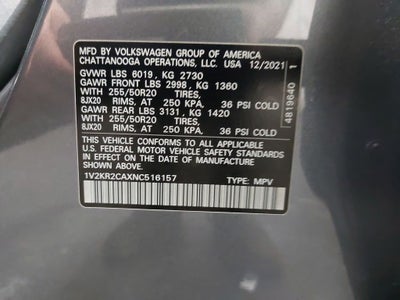 MFD BY VOLKSWAGEN GROUP OF AMERICA
CHATTANOOGA OPERATIONS, LLC. USA 12/2021
GVWR LBS 6019, KG 2730
GAWR FRONT LBS 2998, KG 1360
WITH 255/50R20 TIRES,
8JX20 RIMS, AT 250 KPA, 36 PSI COLD
GAWR REAR LBS 3131, KG 1420
WITH 255/50R20 TIRES,
8JX20 RIMS, AT 250 KPA, 36 PSI COLD
THIS VEHICLE CONFORMS TO ALL APPLICABLE
U.S. FEDERAL MOTOR VEHICLE SAFETY STANDARDS
IN EFFECT ON THE DATE OF MANUFACTURE
SHOWN ABOVE.
1V2KR2CAXNC516157 TYPE: MPV
4819640 1